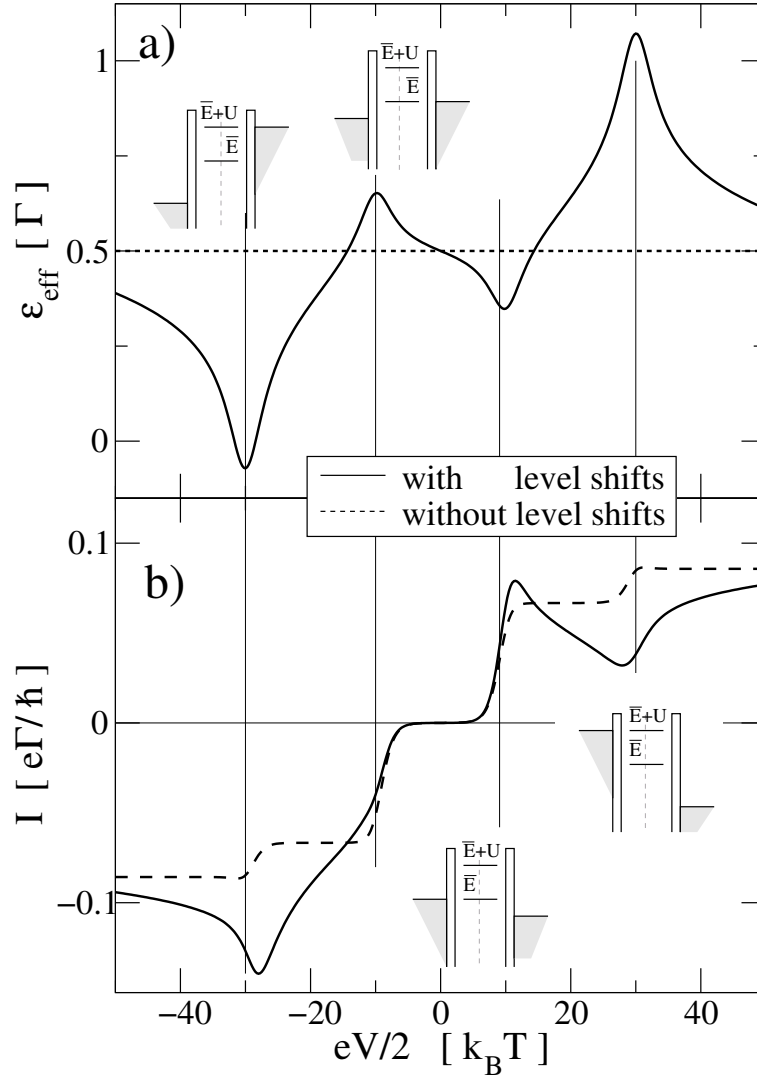 a)
1
E̅+U
E̅
E̅+U
E̅
0.5
ε_eff [ Γ ]
0
with level shifts
without level shifts
0.1
b)
0
E̅+U
E̅
E̅+U
E̅
I [ eΓ/ħ ]
−0.1
−40 −20 0 20 40
eV/2 [ k_B T ]